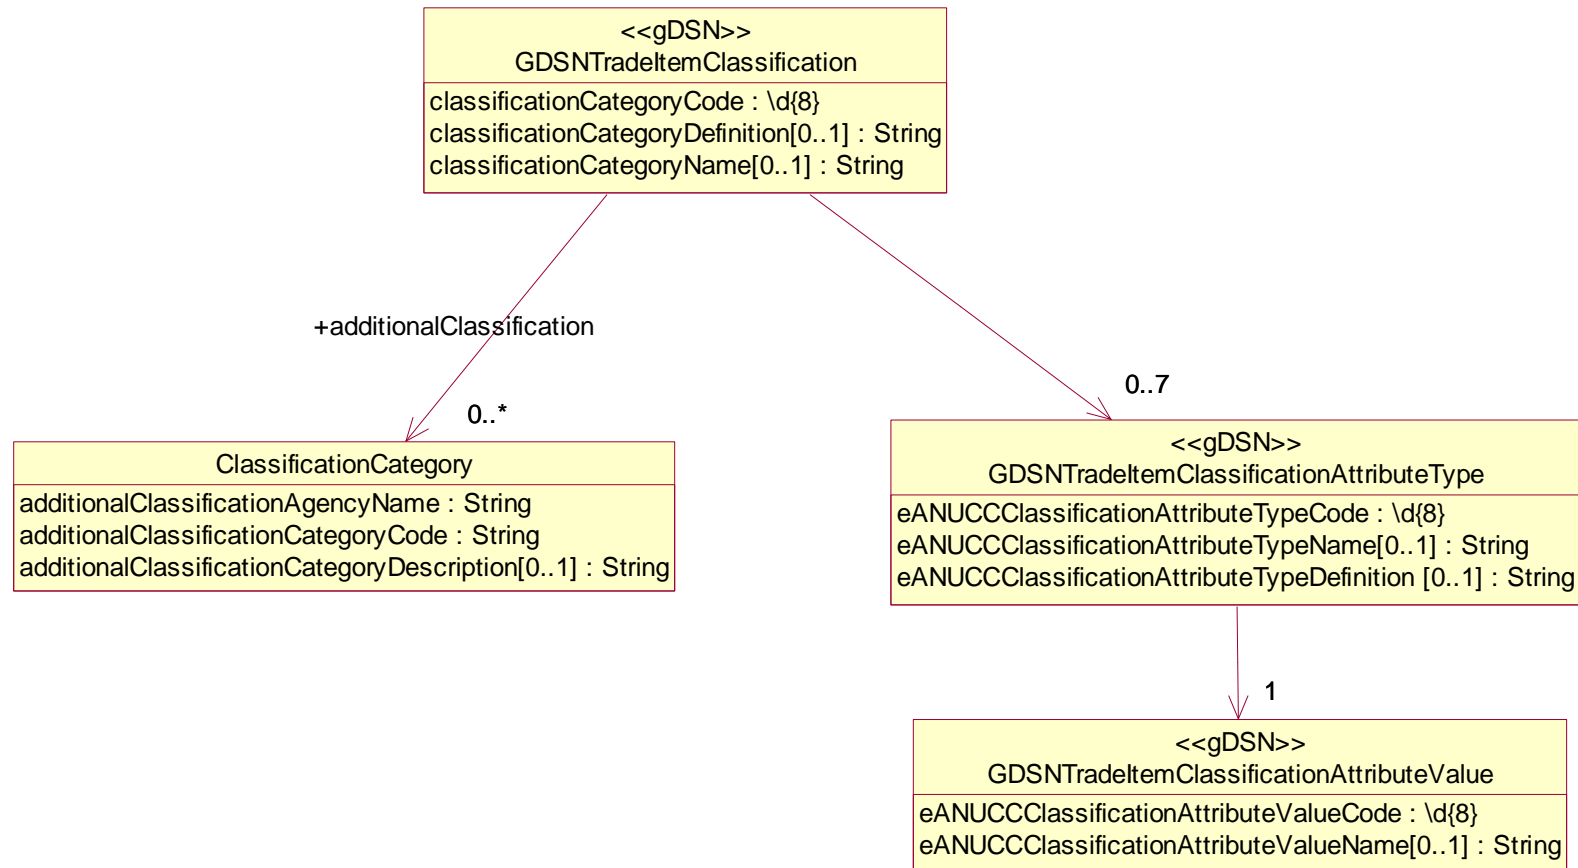 <<gDSN>>
GDSNTradeItemClassification
classificationCategoryCode : \d{8}
classificationCategoryDefinition[0..1] : String
classificationCategoryName[0..1] : String
+additionalClassification
0..*
0..7
ClassificationCategory
additionalClassificationAgencyName : String
additionalClassificationCategoryCode : String
additionalClassificationCategoryDescription[0..1] : String
<<gDSN>>
GDSNTradeItemClassificationAttributeType
eANUCCClassificationAttributeTypeCode : \d{8}
eANUCCClassificationAttributeTypeName[0..1] : String
eANUCCClassificationAttributeTypeDefinition [0..1] : String
1
<<gDSN>>
GDSNTradeItemClassificationAttributeValue
eANUCCClassificationAttributeValueCode : \d{8}
eANUCCClassificationAttributeValueName[0..1] : String